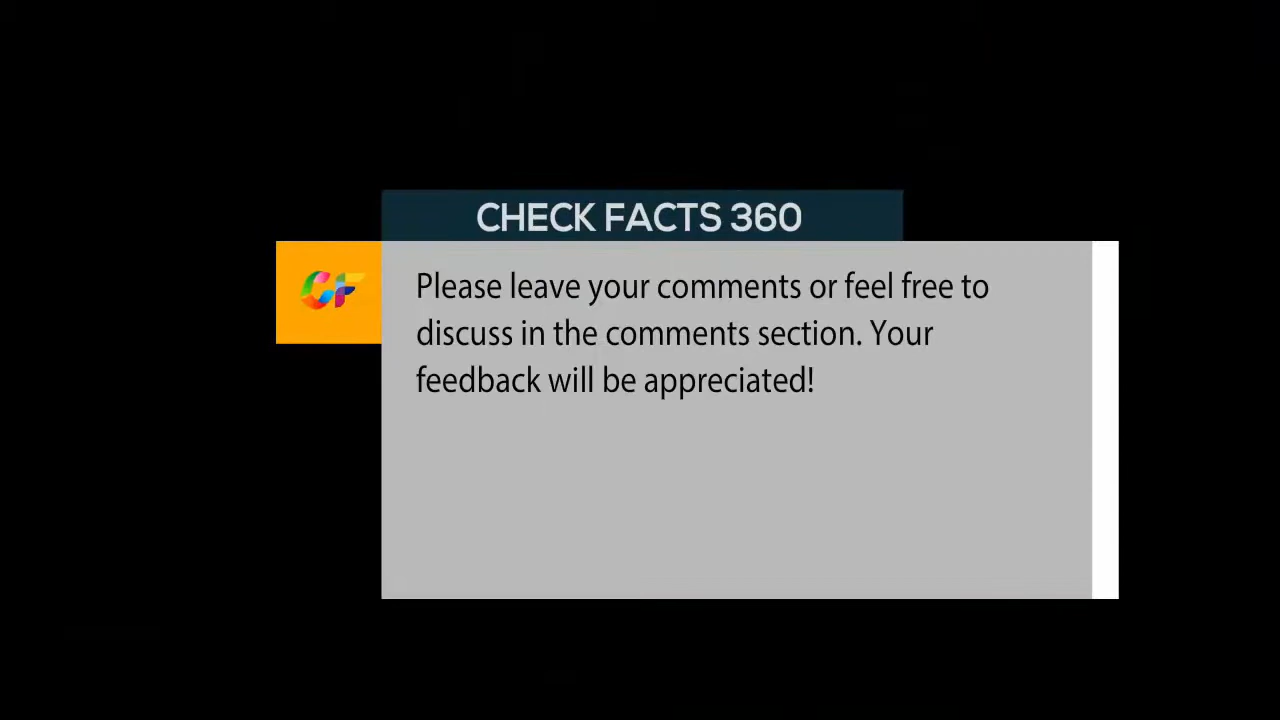 CHECK FACTS 360
CF
Please leave your comments or feel free to
discuss in the comments section. Your
feedback will be appreciated!